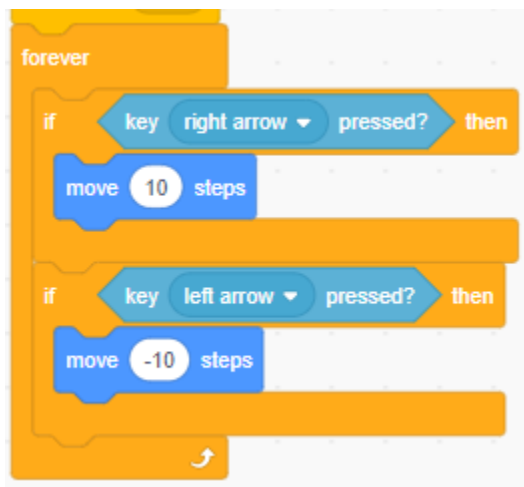 forever
if key right arrow pressed? then
move 10 steps
if key left arrow pressed? then
move -10 steps